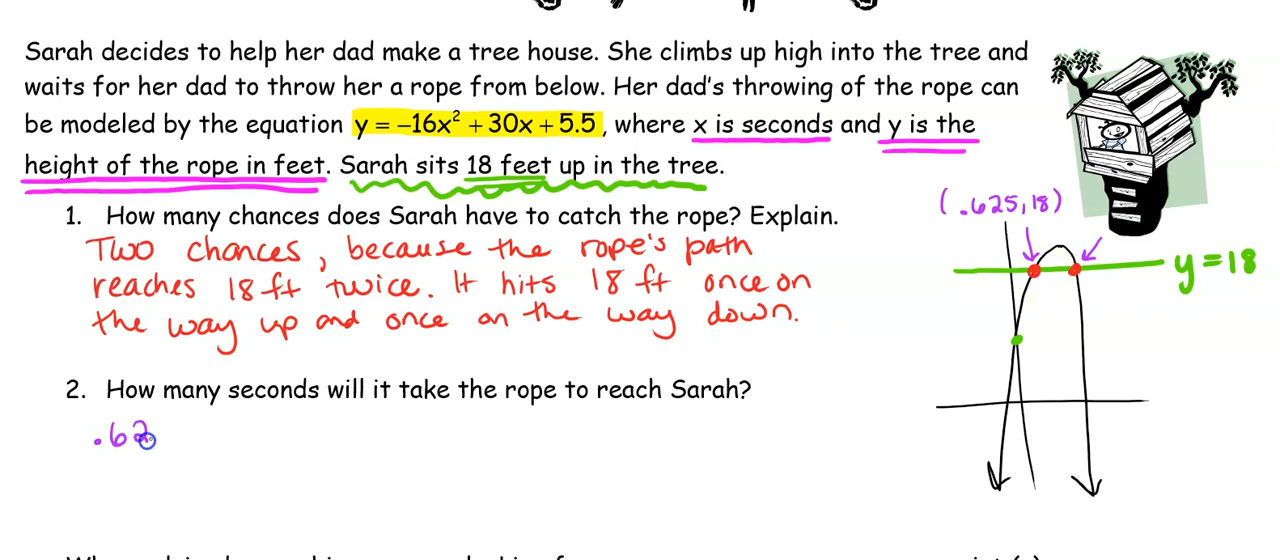 Sarah decides to help her dad make a tree house. She climbs up high into the tree and
waits for her dad to throw her a rope from below. Her dad's throwing of the rope can
be modeled by the equation y = −16x² + 30x + 5.5 , where x is seconds and y is the
height of the rope in feet. Sarah sits 18 feet up in the tree.
1. How many chances does Sarah have to catch the rope? Explain.
(.625, 18)
Two chances, because the rope's path
reaches 18 ft twice. It hits 18 ft once on
the way up and once on the way down.
y = 18
2. How many seconds will it take the rope to reach Sarah?
.62